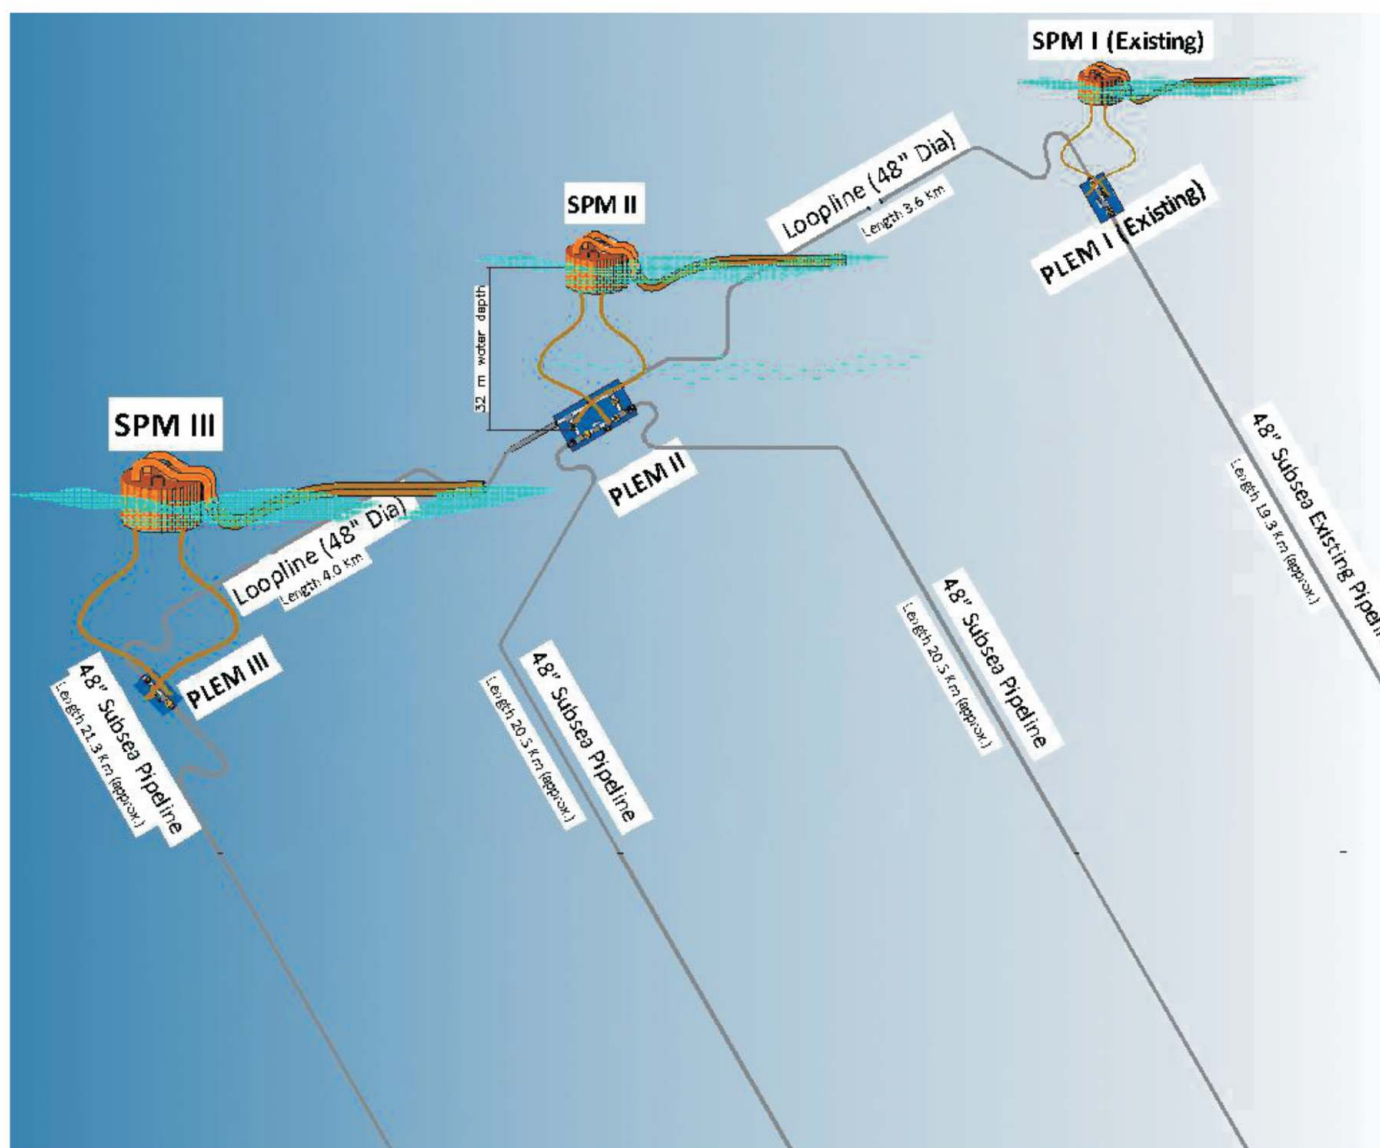 SPM I (Existing)
Loopline (48" Dia)
Length 3.6 Km
SPM II
PLEM I (Existing)
32 m water depth
SPM III
PLEM II
Loopline (48" Dia)
Length 4.0 Km
48" Subsea Existing
Length 19.3 Km (approx.)
PLEM III
48" Subsea Pipeline
Length 21.3 Km (approx.)
48" Subsea Pipeline
Length 20.5 Km (approx.)
48" Subsea Pipeline
Length 20.5 Km (approx.)